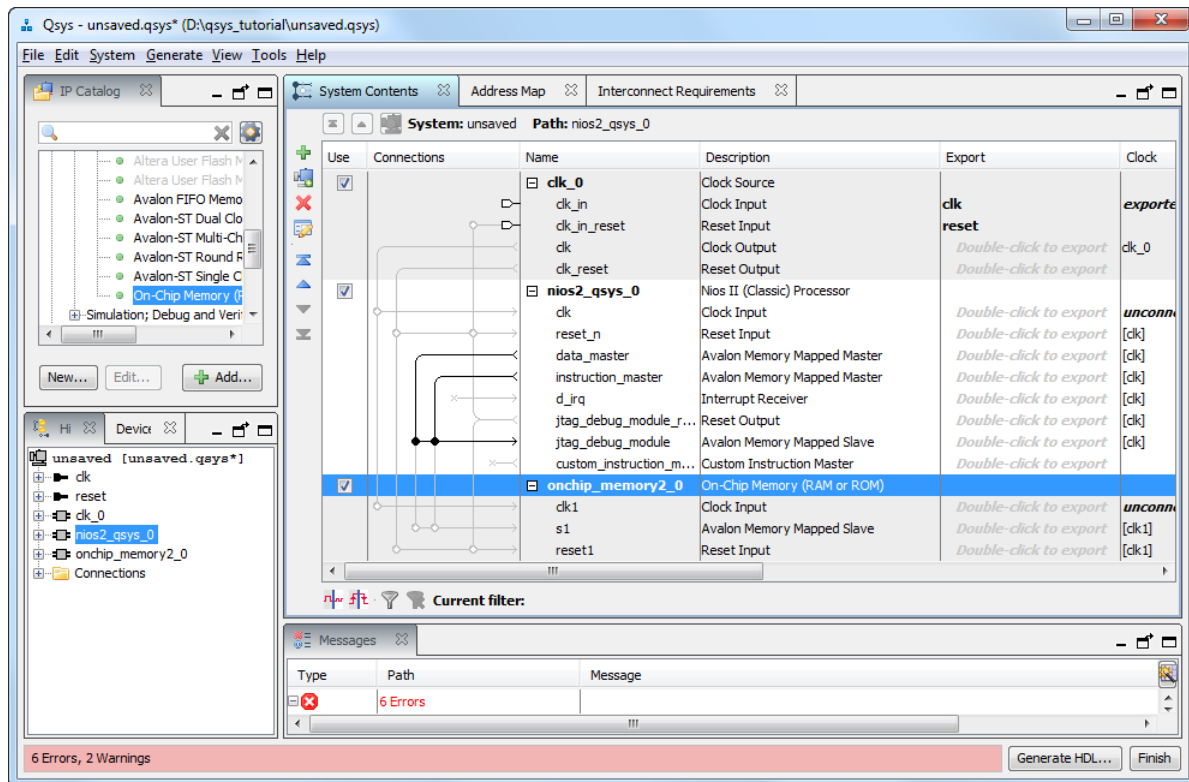 Qsys - unsaved.qsys* (D:\qsys_tutorial\unsaved.qsys)
File Edit System Generate View Tools Help
IP Catalog
Altera User Flash M
Altera User Flash M
Avalon FIFO Memo
Avalon-ST Dual Clo
Avalon-ST Multi-Ch
Avalon-ST Round R
Avalon-ST Single C
On-Chip Memory (R
Simulation; Debug and Veri
New... Edit... Add...
Hi Device
unsaved [unsaved.qsys*]
clk
reset
clk_0
nios2_qsys_0
onchip_memory2_0
Connections
System Contents Address Map Interconnect Requirements
System: unsaved Path: nios2_qsys_0
Use Connections Name Description Export Clock
clk_0 Clock Source
clk_in Clock Input clk exporte
clk_in_reset Reset Input reset
clk Clock Output Double-click to export clk_0
clk_reset Reset Output Double-click to export
nios2_qsys_0 Nios II (Classic) Processor
clk Clock Input Double-click to export unconne
reset_n Reset Input Double-click to export [clk]
data_master Avalon Memory Mapped Master Double-click to export [clk]
instruction_master Avalon Memory Mapped Master Double-click to export [clk]
d_irq Interrupt Receiver Double-click to export [clk]
jtag_debug_module_r... Reset Output Double-click to export [clk]
jtag_debug_module Avalon Memory Mapped Slave Double-click to export [clk]
custom_instruction_m... Custom Instruction Master Double-click to export
onchip_memory2_0 On-Chip Memory (RAM or ROM)
clk1 Clock Input Double-click to export unconne
s1 Avalon Memory Mapped Slave Double-click to export [clk1]
reset1 Reset Input Double-click to export [clk1]
Current filter:
Messages
Type Path Message
6 Errors
6 Errors, 2 Warnings
Generate HDL... Finish